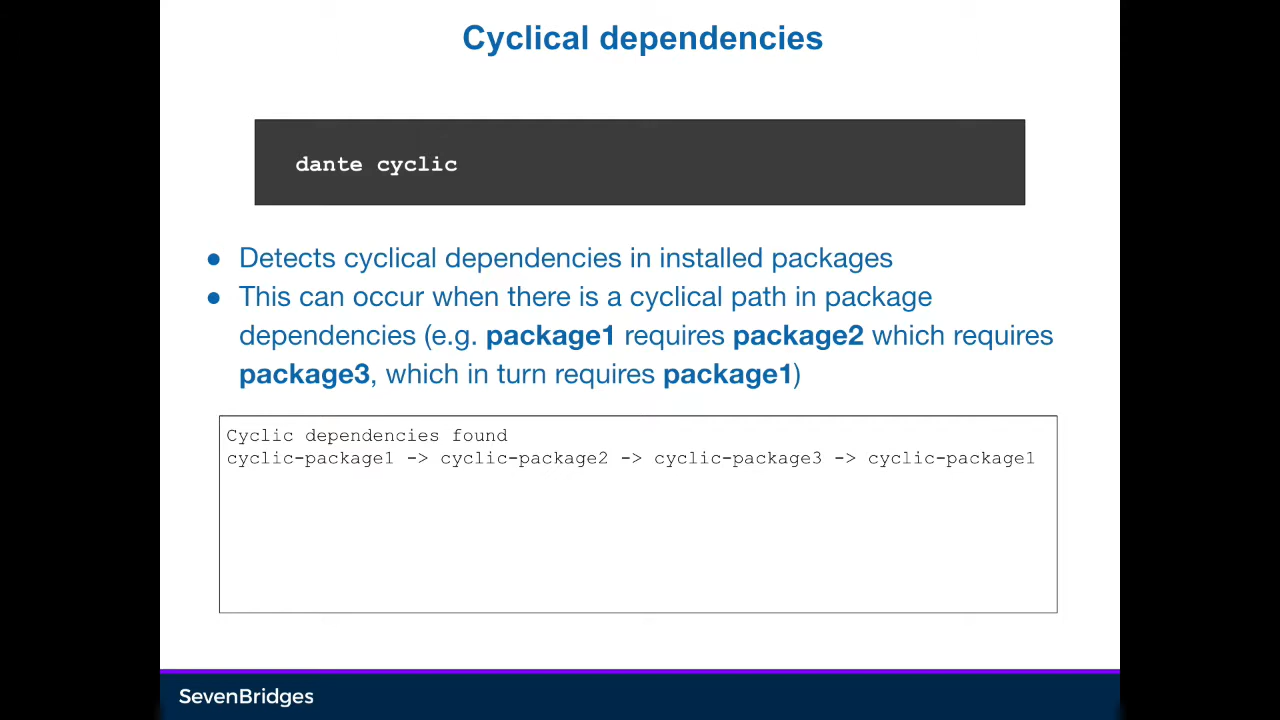 Cyclical dependencies
dante cyclic
● Detects cyclical dependencies in installed packages
● This can occur when there is a cyclical path in package
dependencies (e.g. package1 requires package2 which requires
package3, which in turn requires package1)
Cyclic dependencies found
cyclic-package1 -> cyclic-package2 -> cyclic-package3 -> cyclic-package1
SevenBridges